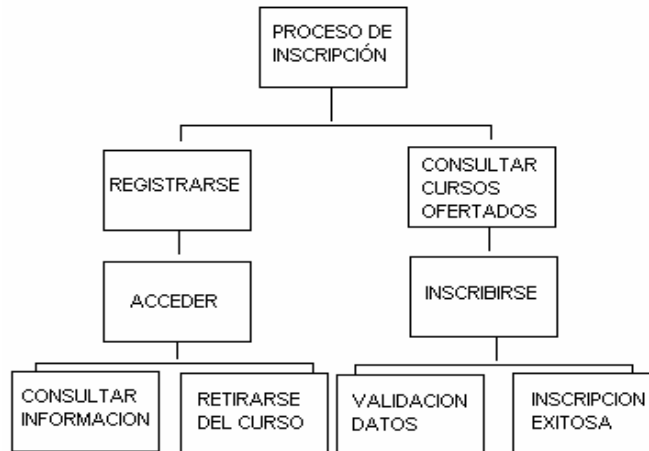 PROCESO DE
INSCRIPCIÓN
REGISTRARSE
CONSULTAR
CURSOS
OFERTADOS
ACCEDER
INSCRIBIRSE
CONSULTAR
INFORMACION
RETIRARSE
DEL CURSO
VALIDACION
DATOS
INSCRIPCION
EXITOSA